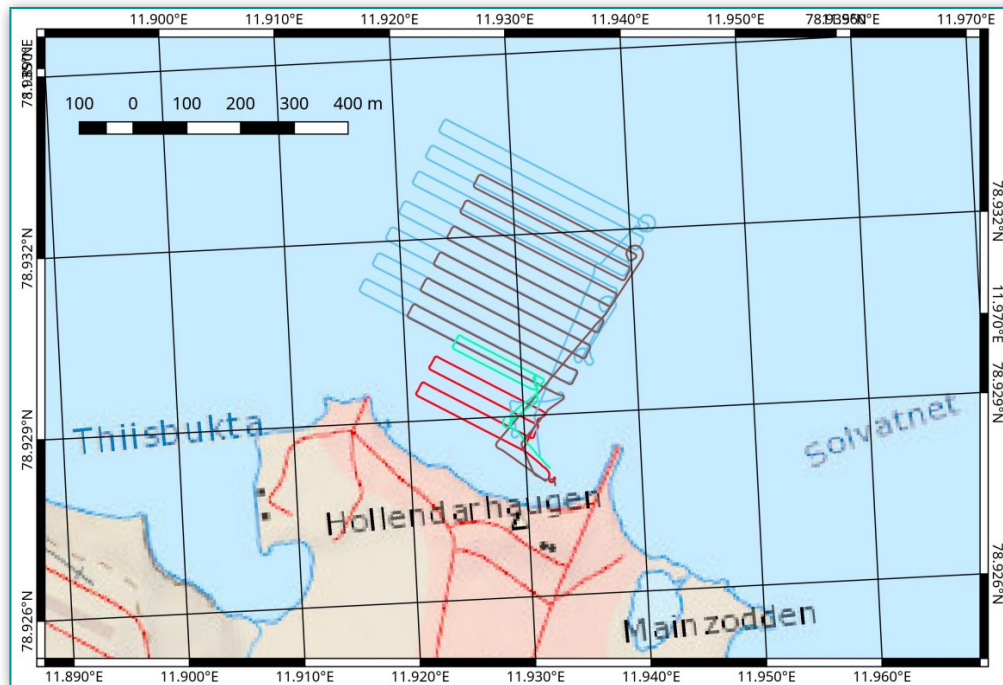 11.900°E 11.910°E 11.920°E 11.930°E 11.940°E 11.950°E 11.960°E 11.970°E
100 0 100 200 300 400 m
78.932°N
78.932°N
11.970°E
78.929°N
78.929°N
Thiisbukta
Solvatnet
Hollendarhaugen
78.926°N
78.926°N
Mainzodden
11.890°E 11.900°E 11.910°E 11.920°E 11.930°E 11.940°E 11.950°E 11.960°E